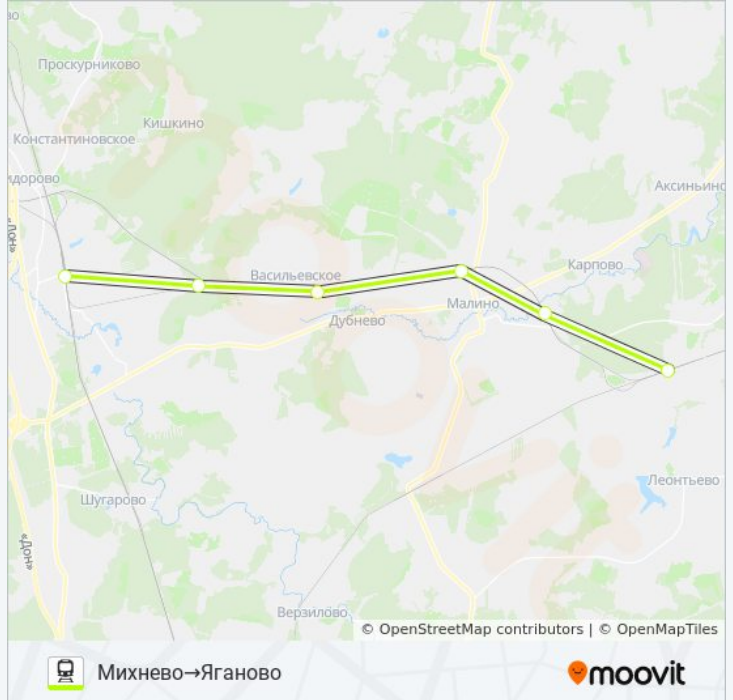 Проскурниково
Кишкино
Константиновское
идорово
Аксиньино
«Дон»
Васильевское
Карпово
Малино
Дубнево
Леонтьево
Шугарово
«Дон»
Верзилово
© OpenStreetMap contributors | © OpenMapTiles
Михнево→Яганово
moovit